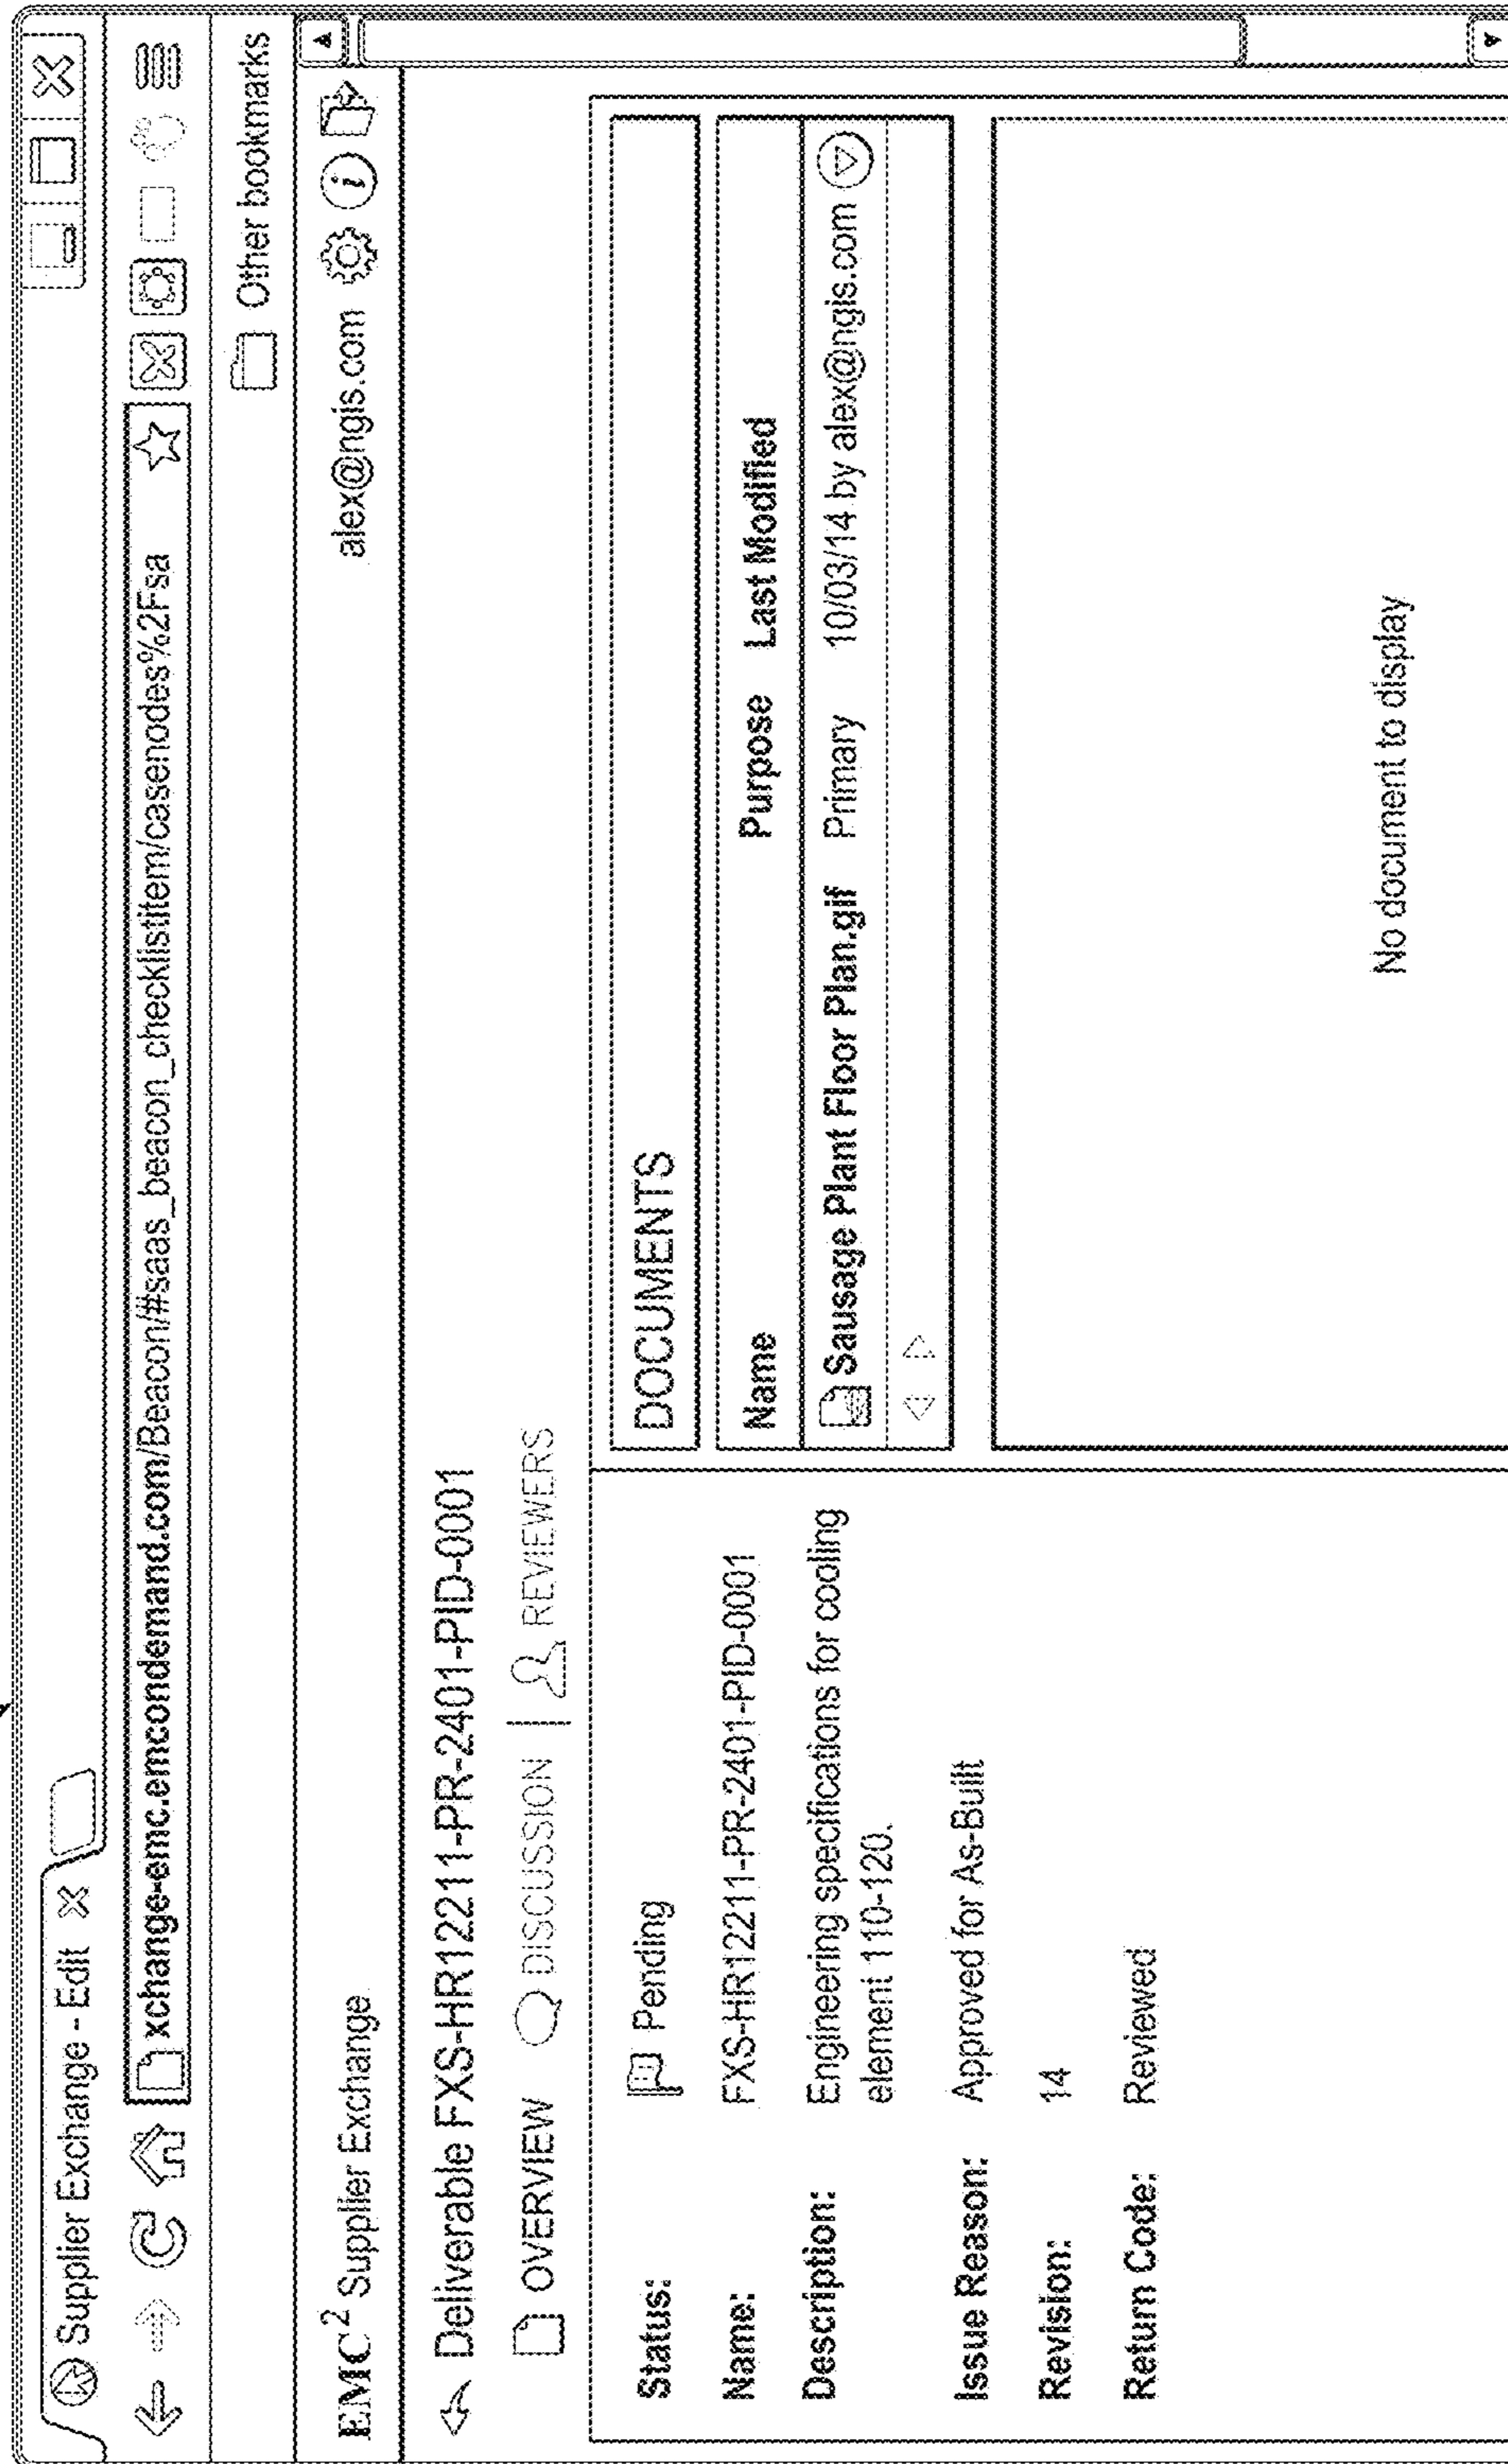 Supplier Exchange - Edit
xchange-emc.emcondemand.com/Beacon/#saas_beacon_checklistitem/casenodes%2Fsa
Other bookmarks
EMC² Supplier Exchange
alex@ngis.com
Deliverable FXS-HR12211-PR-2401-PID-0001
OVERVIEW DISCUSSION | REVIEWERS
Status: Pending
Name: FXS-HR12211-PR-2401-PID-0001
Description: Engineering specifications for cooling
element 110-120.
Issue Reason: Approved for As-Built
Revision: 14
Return Code: Reviewed
DOCUMENTS
Name Purpose Last Modified
Sausage Plant Floor Plan.gif Primary 10/03/14 by alex@ngis.com
No document to display